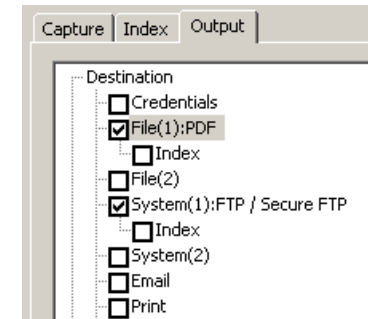 Capture Index Output
Destination
Credentials
File(1):PDF
Index
File(2)
System(1):FTP / Secure FTP
Index
System(2)
Email
Print